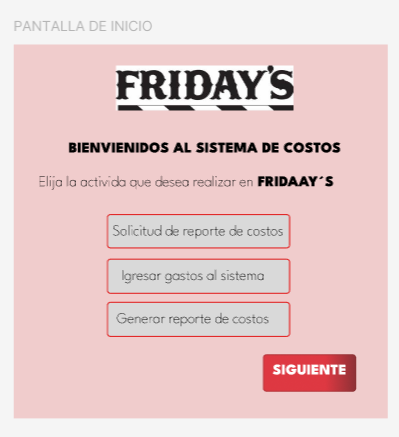 PANTALLA DE INICIO
FRIDAY'S
BIENVIENIDOS AL SISTEMA DE COSTOS
Elija la activida que desea realizar en FRIDAAY´S
Solicitud de reporte de costos
Igresar gastos al sistema
Generar reporte de costos
SIGUIENTE